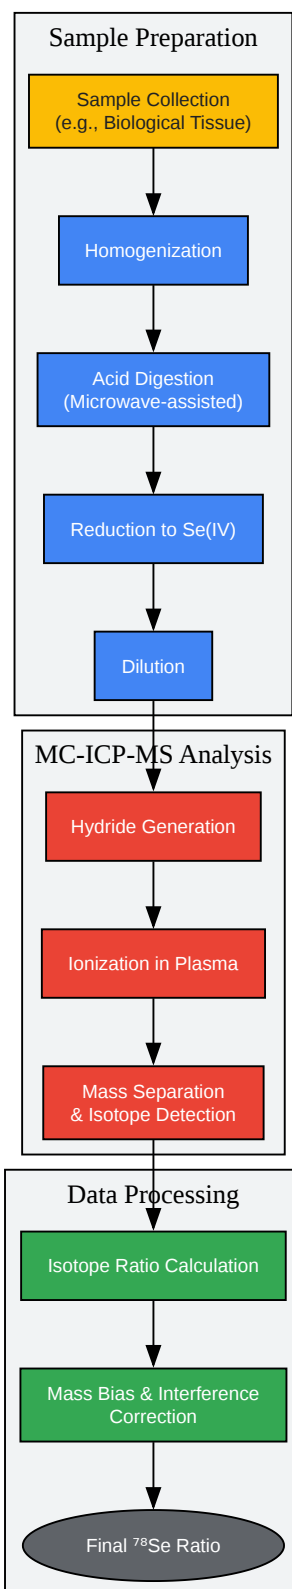 Sample Preparation
Sample Collection
(e.g., Biological Tissue)
Homogenization
Acid Digestion
(Microwave-assisted)
Reduction to Se(IV)
Dilution
MC-ICP-MS Analysis
Hydride Generation
Ionization in Plasma
Mass Separation
& Isotope Detection
Data Processing
Isotope Ratio Calculation
Mass Bias & Interference
Correction
Final ⁷⁸Se Ratio